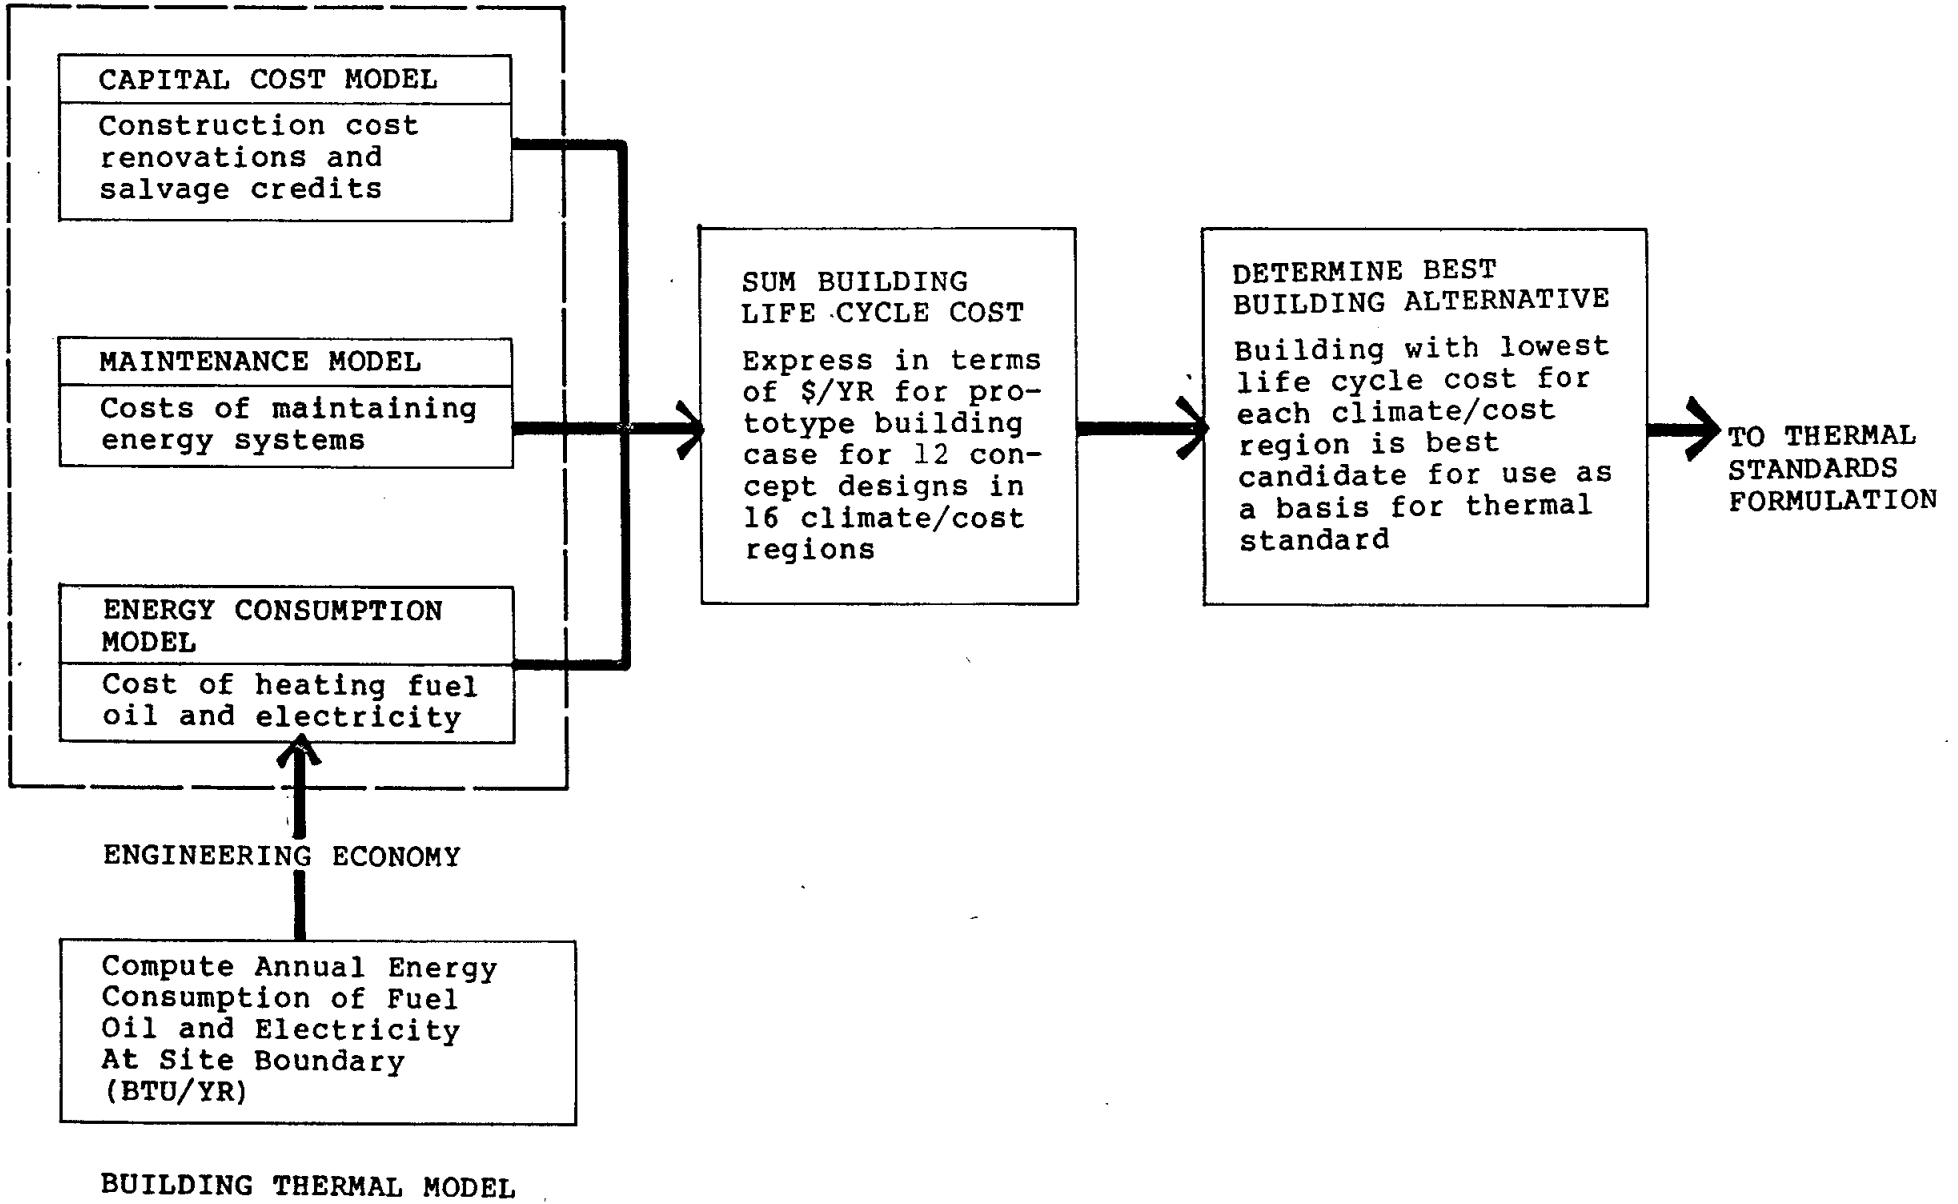 CAPITAL COST MODEL
Construction cost
renovations and
salvage credits
MAINTENANCE MODEL
Costs of maintaining
energy systems
ENERGY CONSUMPTION
MODEL
Cost of heating fuel
oil and electricity
ENGINEERING ECONOMY
Compute Annual Energy
Consumption of Fuel
Oil and Electricity
At Site Boundary
(BTU/YR)
BUILDING THERMAL MODEL
SUM BUILDING
LIFE CYCLE COST
Express in terms
of $/YR for pro-
totype building
case for 12 con-
cept designs in
16 climate/cost
regions
DETERMINE BEST
BUILDING ALTERNATIVE
Building with lowest
life cycle cost for
each climate/cost
region is best
candidate for use as
a basis for thermal
standard
TO THERMAL
STANDARDS
FORMULATION